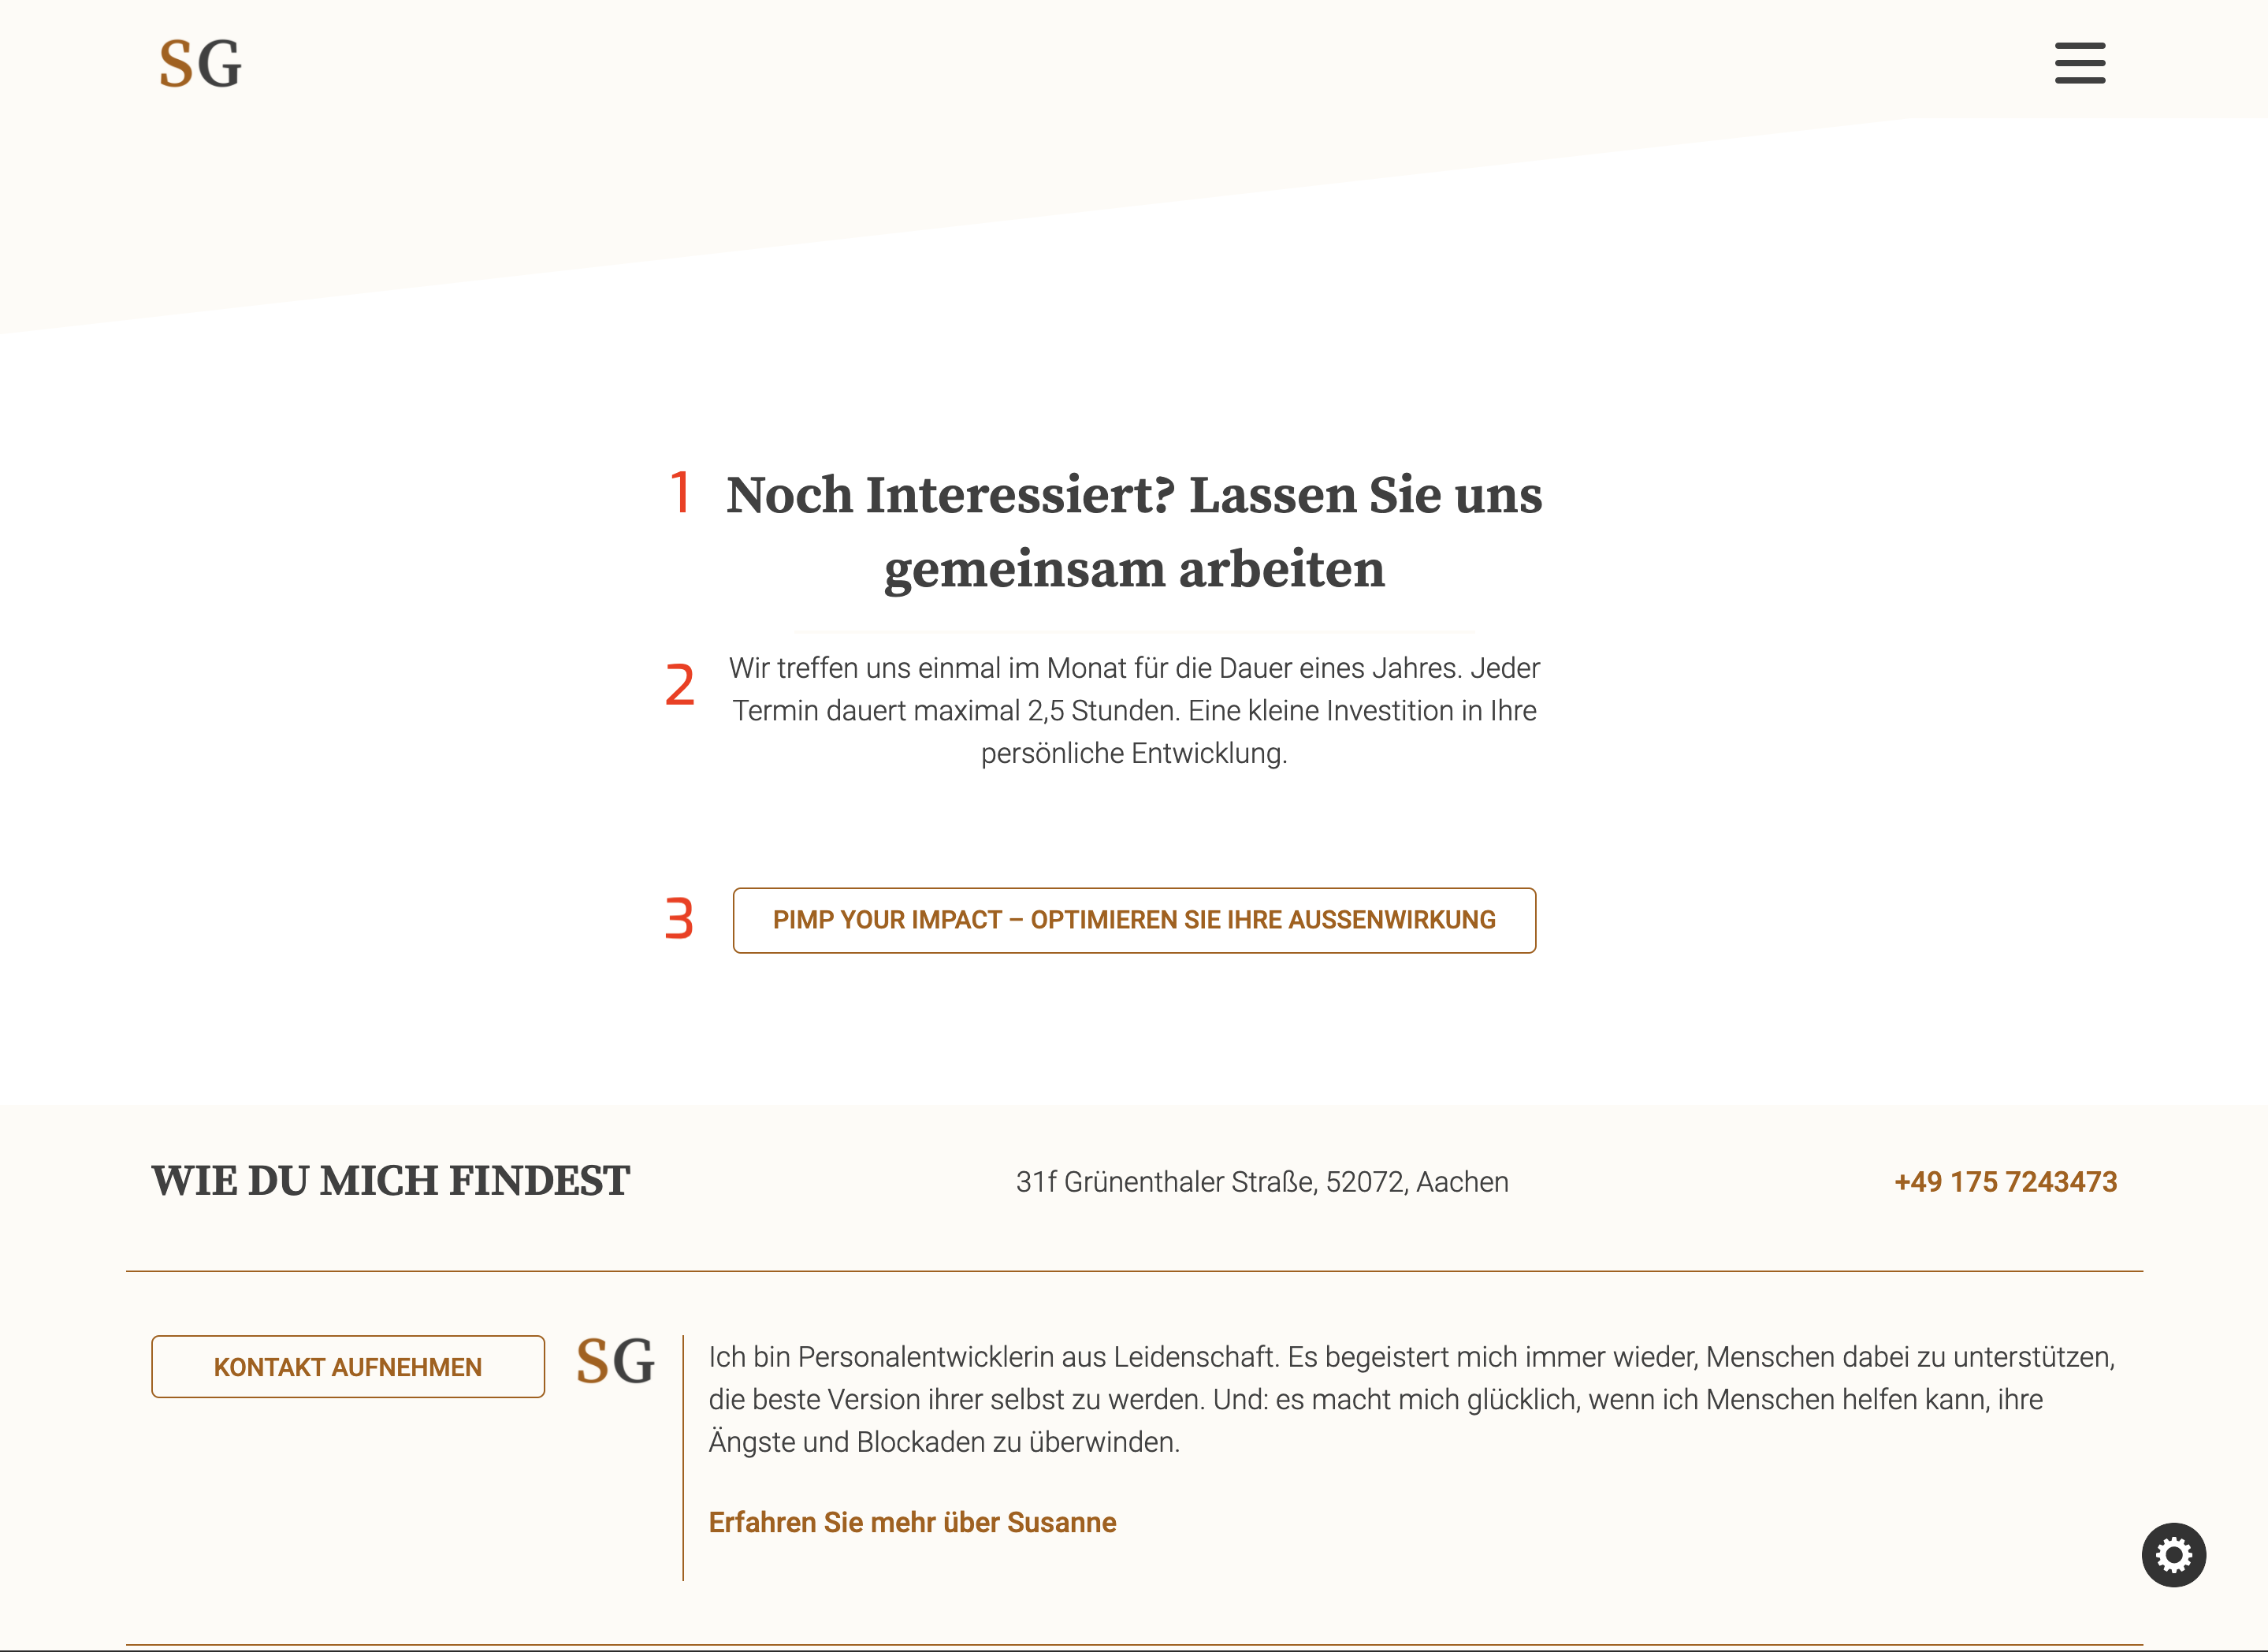 SG
1 Noch Interessiert? Lassen Sie uns
gemeinsam arbeiten
2 Wir treffen uns einmal im Monat für die Dauer eines Jahres. Jeder
Termin dauert maximal 2,5 Stunden. Eine kleine Investition in Ihre
persönliche Entwicklung.
3 PIMP YOUR IMPACT – OPTIMIEREN SIE IHRE AUSSENWIRKUNG
WIE DU MICH FINDEST 31f Grünenthaler Straße, 52072, Aachen +49 175 7243473
KONTAKT AUFNEHMEN
SG
Ich bin Personalentwicklerin aus Leidenschaft. Es begeistert mich immer wieder, Menschen dabei zu unterstützen,
die beste Version ihrer selbst zu werden. Und: es macht mich glücklich, wenn ich Menschen helfen kann, ihre
Ängste und Blockaden zu überwinden.
Erfahren Sie mehr über Susanne